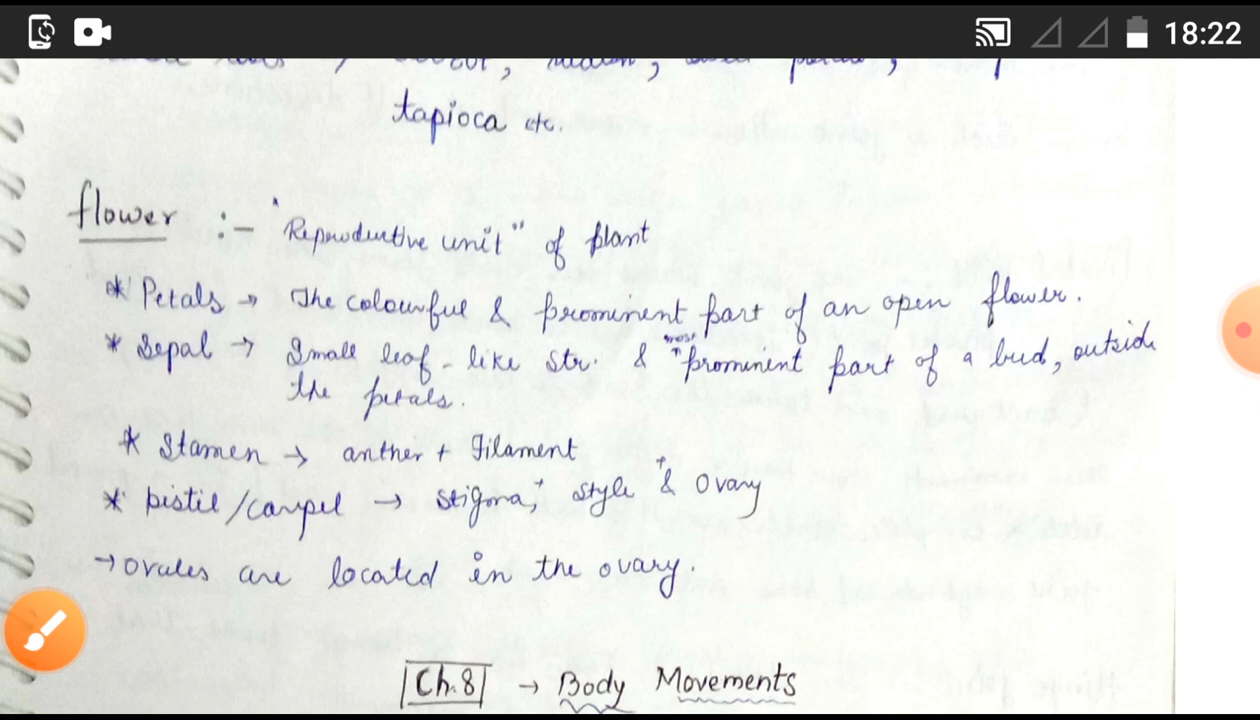 18:22
tapioca etc.
flower :- "Reproductive unit" of plant
* Petals → The colourful & prominent part of an open flower.
* Sepal → Small leaf-like str. & most prominent part of a bud, outside
the petals.
* Stamen → anther + Filament
* Pistil/carpel → Stigma, + style + & Ovary
→ ovules are located in the ovary.
Ch.8 → Body Movements